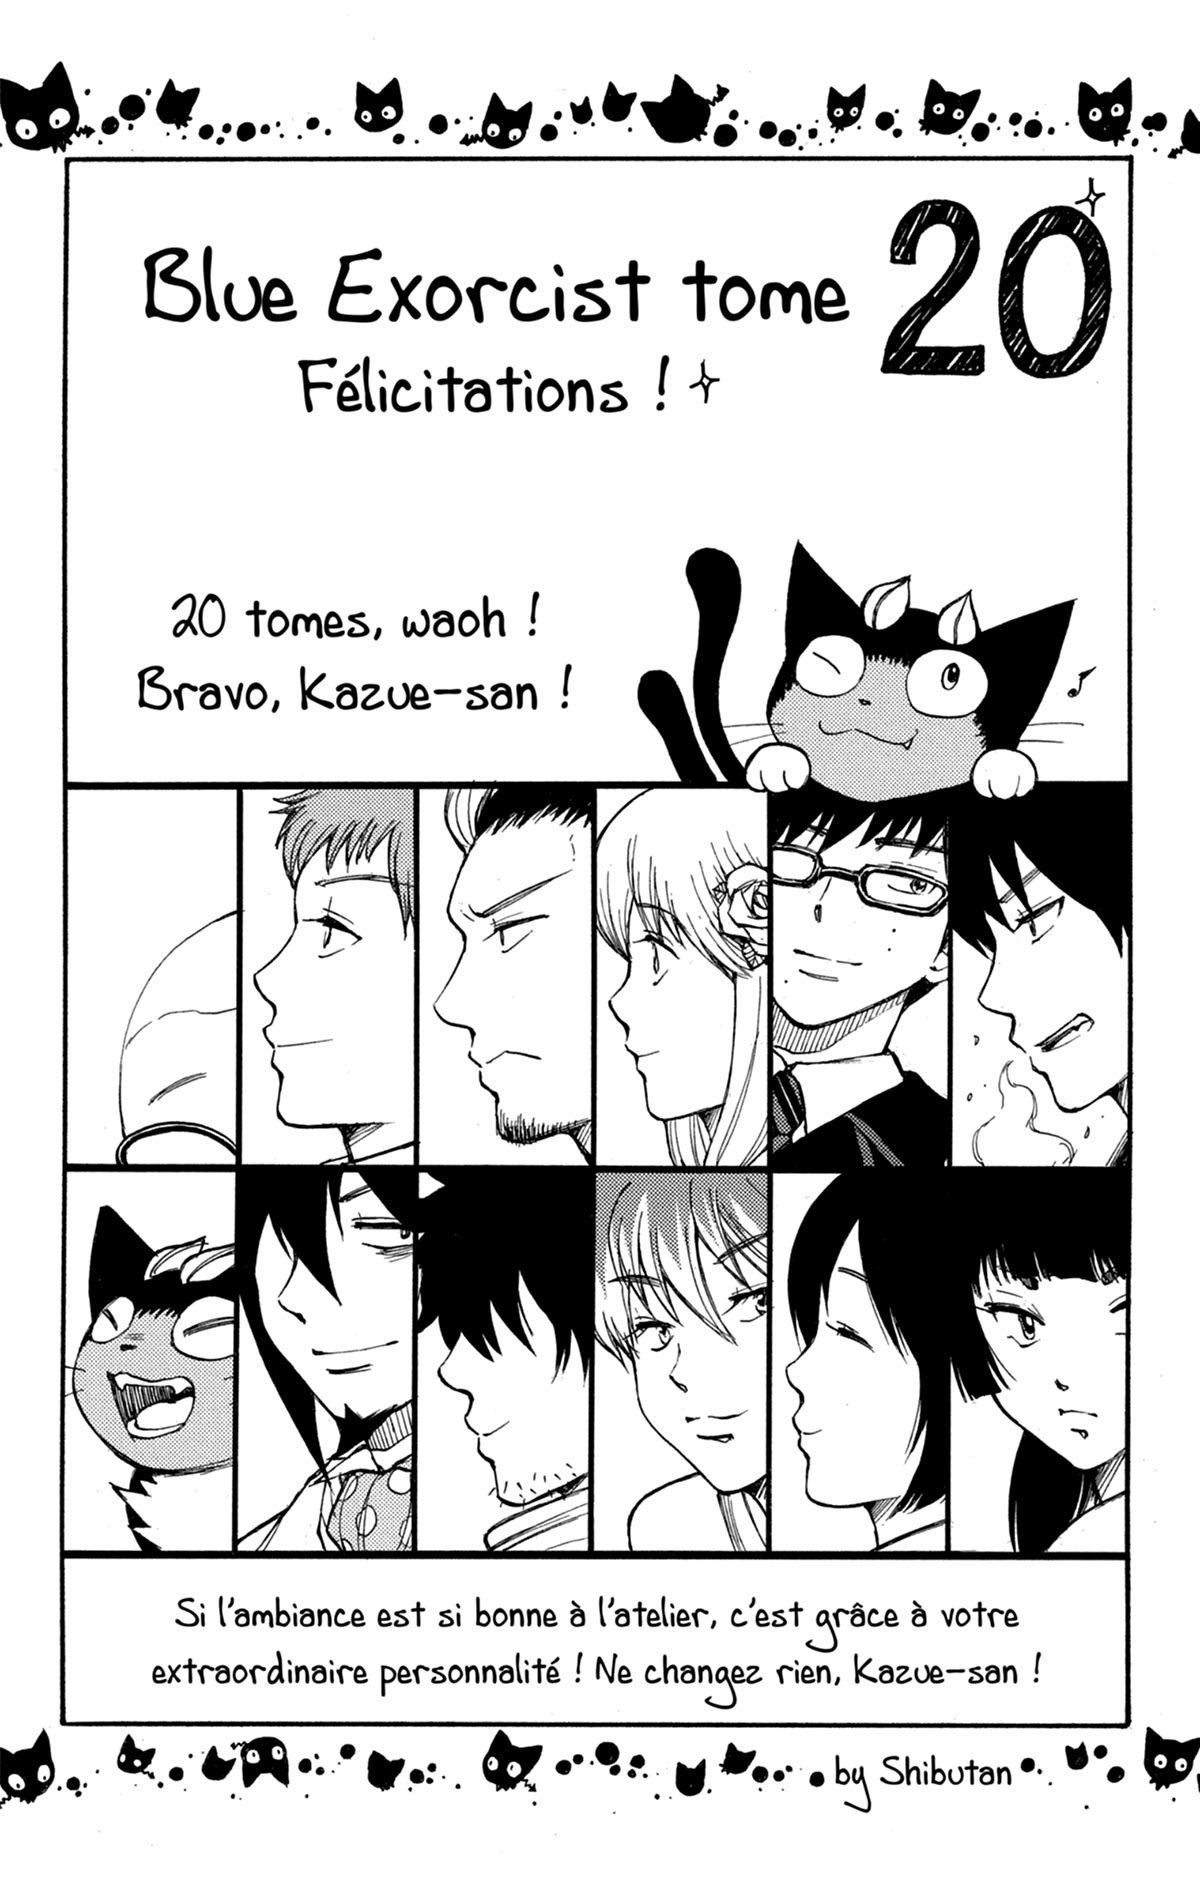 Blue Exorcist tome 20
Félicitations !
20 tomes, waoh !
Bravo, Kazue-san !
Si l'ambiance est si bonne à l'atelier, c'est grâce à votre
extraordinaire personnalité ! Ne changez rien, Kazue-san !
by Shibutan